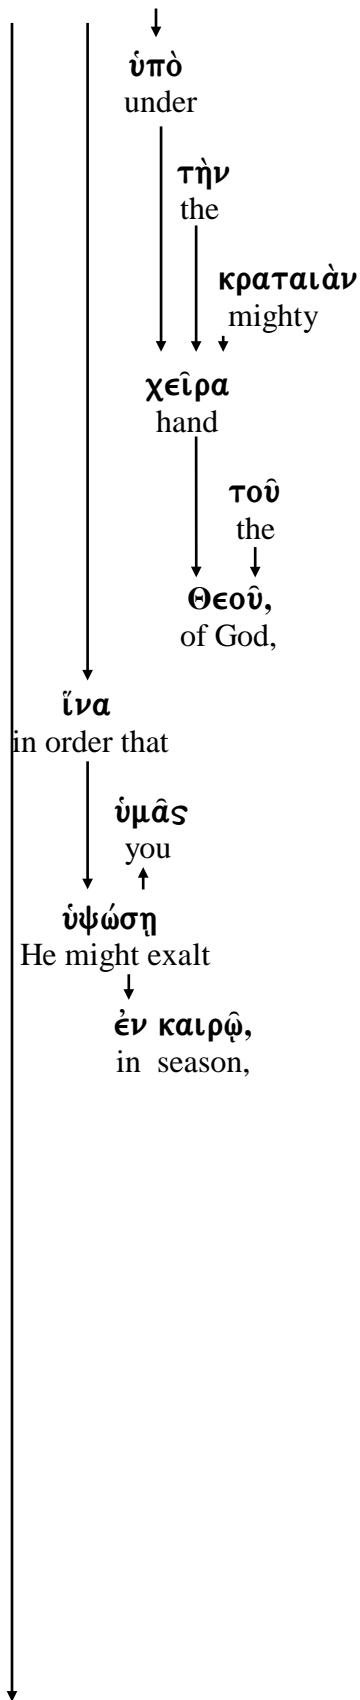 ὑπὸ
under
τὴν
the
κραταιὰν
mighty
χεῖρα
hand
τοῦ
the
Θεοῦ,
of God,
ἵνα
in order that
ὑμᾶς
you
ὑψώσῃ
He might exalt
ἐν καιρῷ,
in season,